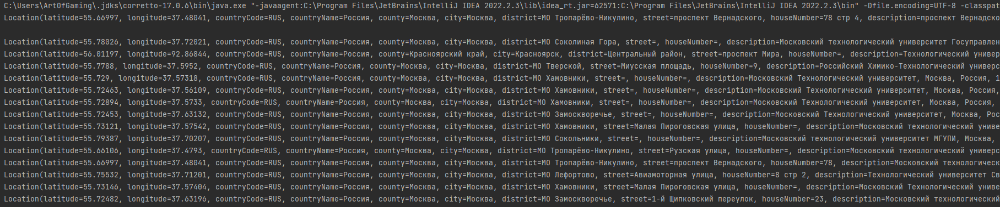 C:\Users\ArtOfGaming\.jdks\corretto-17.0.6\bin\java.exe "-javaagent:C:\Program Files\JetBrains\IntelliJ IDEA 2022.2.3\lib\idea_rt.jar=62571:C:\Program Files\JetBrains\IntelliJ IDEA 2022.2.3\bin" -Dfile.encoding=UTF-8 -classpat
Location(latitude=55.66997, longitude=37.48041, countryCode=RUS, countryName=Россия, county=Москва, city=Москва, district=МО Тропарёво-Никулино, street=проспект Вернадского, houseNumber=78 стр 4, description=проспект Вернадско
Location(latitude=55.78026, longitude=37.72021, countryCode=RUS, countryName=Россия, county=Москва, city=Москва, district=МО Соколиная Гора, street=, houseNumber=, description=Московский технологический университет Госуправлен
Location(latitude=56.01197, longitude=92.86844, countryCode=RUS, countryName=Россия, county=Красноярский край, city=Красноярск, district=Центральный район, street=проспект Мира, houseNumber=, description=Технологический универ
Location(latitude=55.7788, longitude=37.5952, countryCode=RUS, countryName=Россия, county=Москва, city=Москва, district=МО Тверской, street=Миусская площадь, houseNumber=9, description=Российский Химико-Технологический универс
Location(latitude=55.729, longitude=37.57318, countryCode=RUS, countryName=Россия, county=Москва, city=Москва, district=МО Хамовники, street=, houseNumber=, description=Московский Технологический университет, Москва, Россия, 1
Location(latitude=55.72463, longitude=37.56109, countryCode=RUS, countryName=Россия, county=Москва, city=Москва, district=МО Хамовники, street=, houseNumber=, description=Московский Технологический университет, Москва, Россия,
Location(latitude=55.72894, longitude=37.5733, countryCode=RUS, countryName=Россия, county=Москва, city=Москва, district=МО Хамовники, street=, houseNumber=, description=Московский Технологический университет, Москва, Россия,
Location(latitude=55.72453, longitude=37.63132, countryCode=RUS, countryName=Россия, county=Москва, city=Москва, district=МО Замоскворечье, street=, houseNumber=, description=Московский Технологический университет, Москва, Рос
Location(latitude=55.73121, longitude=37.57542, countryCode=RUS, countryName=Россия, county=Москва, city=Москва, district=МО Хамовники, street=Малая Пироговская улица, houseNumber=, description=Московский технологический униве
Location(latitude=55.79387, longitude=37.70207, countryCode=RUS, countryName=Россия, county=Москва, city=Москва, district=МО Сокольники, street=, houseNumber=, description=Московский технологический университет МГУПИ, Москва,
Location(latitude=55.66106, longitude=37.4793, countryCode=RUS, countryName=Россия, county=Москва, city=Москва, district=МО Тропарёво-Никулино, street=Рузская улица, houseNumber=, description=Московский технологический универс
Location(latitude=55.66997, longitude=37.48041, countryCode=RUS, countryName=Россия, county=Москва, city=Москва, district=МО Тропарёво-Никулино, street=проспект Вернадского, houseNumber=78, description=Московский технологическ
Location(latitude=55.75532, longitude=37.71201, countryCode=RUS, countryName=Россия, county=Москва, city=Москва, district=МО Лефортово, street=Авиамоторная улица, houseNumber=8 стр 2, description=Технологический университет Св
Location(latitude=55.73146, longitude=37.57404, countryCode=RUS, countryName=Россия, county=Москва, city=Москва, district=МО Хамовники, street=Малая Пироговская улица, houseNumber=, description=Московский Технологический униве
Location(latitude=55.72482, longitude=37.63196, countryCode=RUS, countryName=Россия, county=Москва, city=Москва, district=МО Замоскворечье, street=1-й Щипковский переулок, houseNumber=23, description=Московский технологический